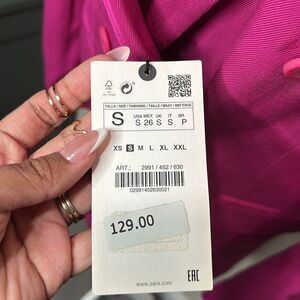 FSC
TALLA / SIZE / TAMANHO / TAILLE / MAAT /
S
USA MEX UK IT BR
S 26 S S P
XS S M L XL XXL
ART.: 2991 / 452 / 630
02991452630021
129.00
www.zara.com
EAC